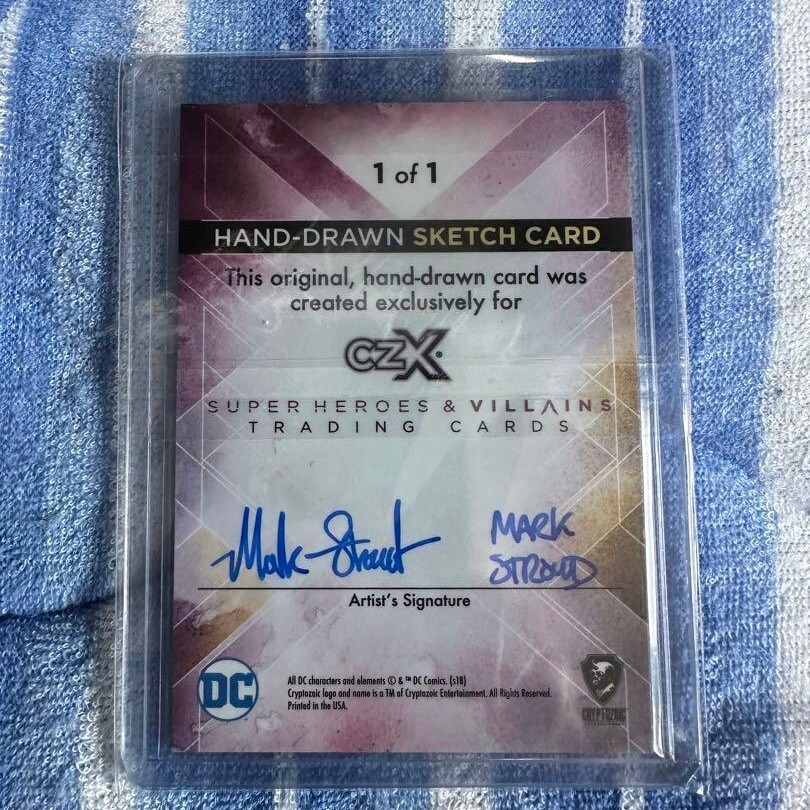 1 of 1
HAND-DRAWN SKETCH CARD
This original, hand-drawn card was
created exclusively for
CZX
SUPER HEROES & VILLAINS
TRADING CARDS
Mark Stroud
MARK
STROUD
Artist's Signature
DC
All DC characters and elements © & ™ DC Comics. (s18)
Cryptozoic logo and name is a TM of Cryptozoic Entertainment. All Rights Reserved.
Printed in the USA.
CRYPTOZOIC